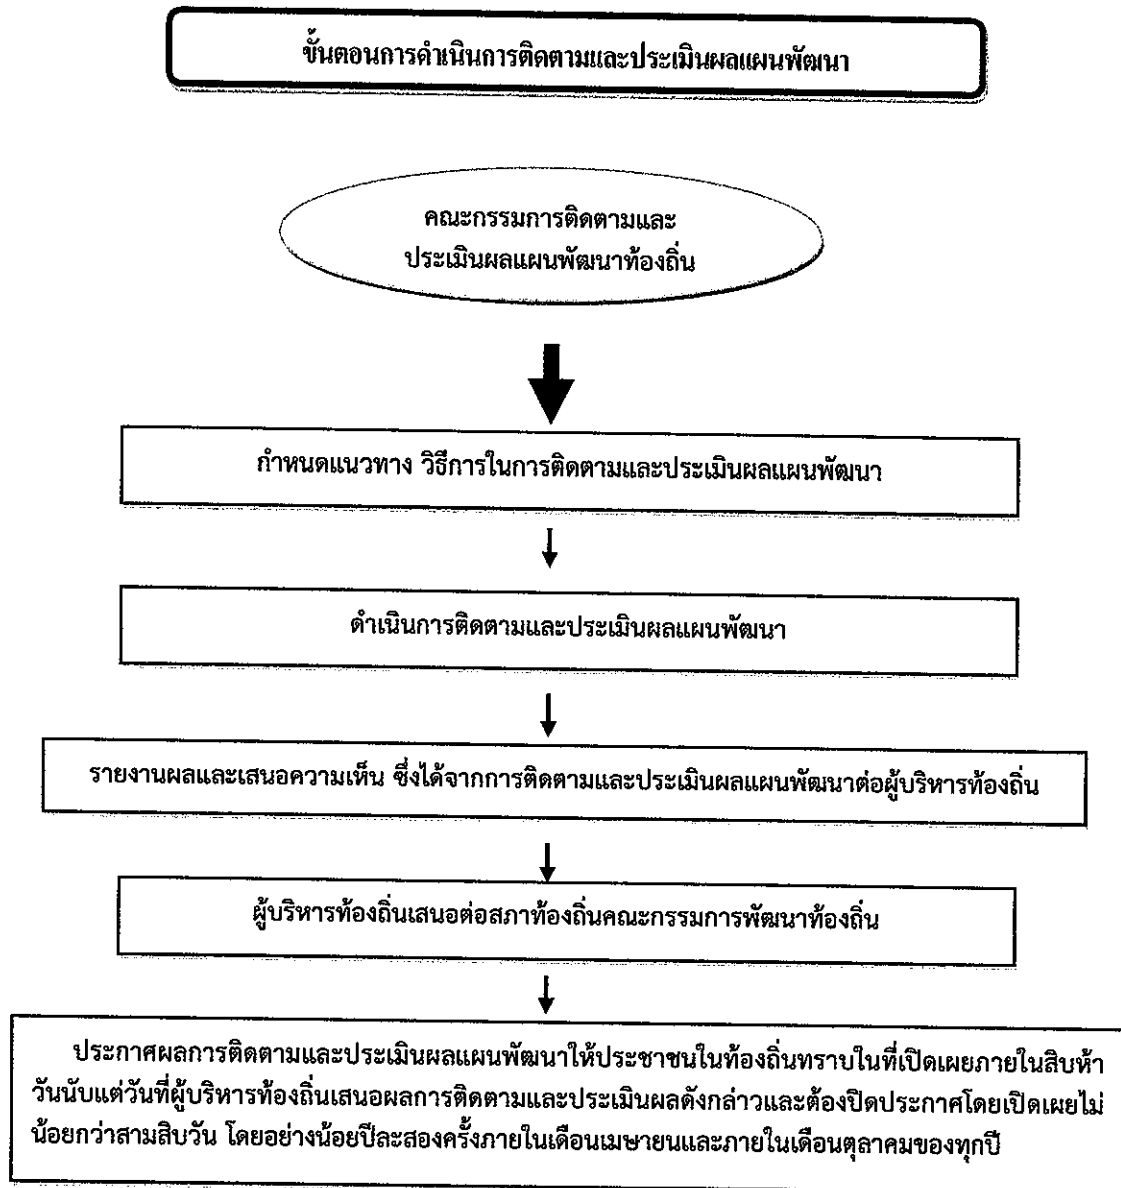 ขั้นตอนการดำเนินการติดตามและประเมินผลแผนพัฒนา
คณะกรรมการติดตามและ
ประเมินผลแผนพัฒนาท้องถิ่น
กำหนดแนวทาง วิธีการในการติดตามและประเมินผลแผนพัฒนา
ดำเนินการติดตามและประเมินผลแผนพัฒนา
รายงานผลและเสนอความเห็น ซึ่งได้จากการติดตามและประเมินผลแผนพัฒนาต่อผู้บริหารท้องถิ่น
ผู้บริหารท้องถิ่นเสนอต่อสภาท้องถิ่นคณะกรรมการพัฒนาท้องถิ่น
ประกาศผลการติดตามและประเมินผลแผนพัฒนาให้ประชาชนในท้องถิ่นทราบในที่เปิดเผยภายในสิบห้า
วันนับแต่วันที่ผู้บริหารท้องถิ่นเสนอผลการติดตามและประเมินผลดังกล่าวและต้องปิดประกาศโดยเปิดเผยไม่
น้อยกว่าสามสิบวัน โดยอย่างน้อยปีละสองครั้งภายในเดือนเมษายนและภายในเดือนตุลาคมของทุกปี